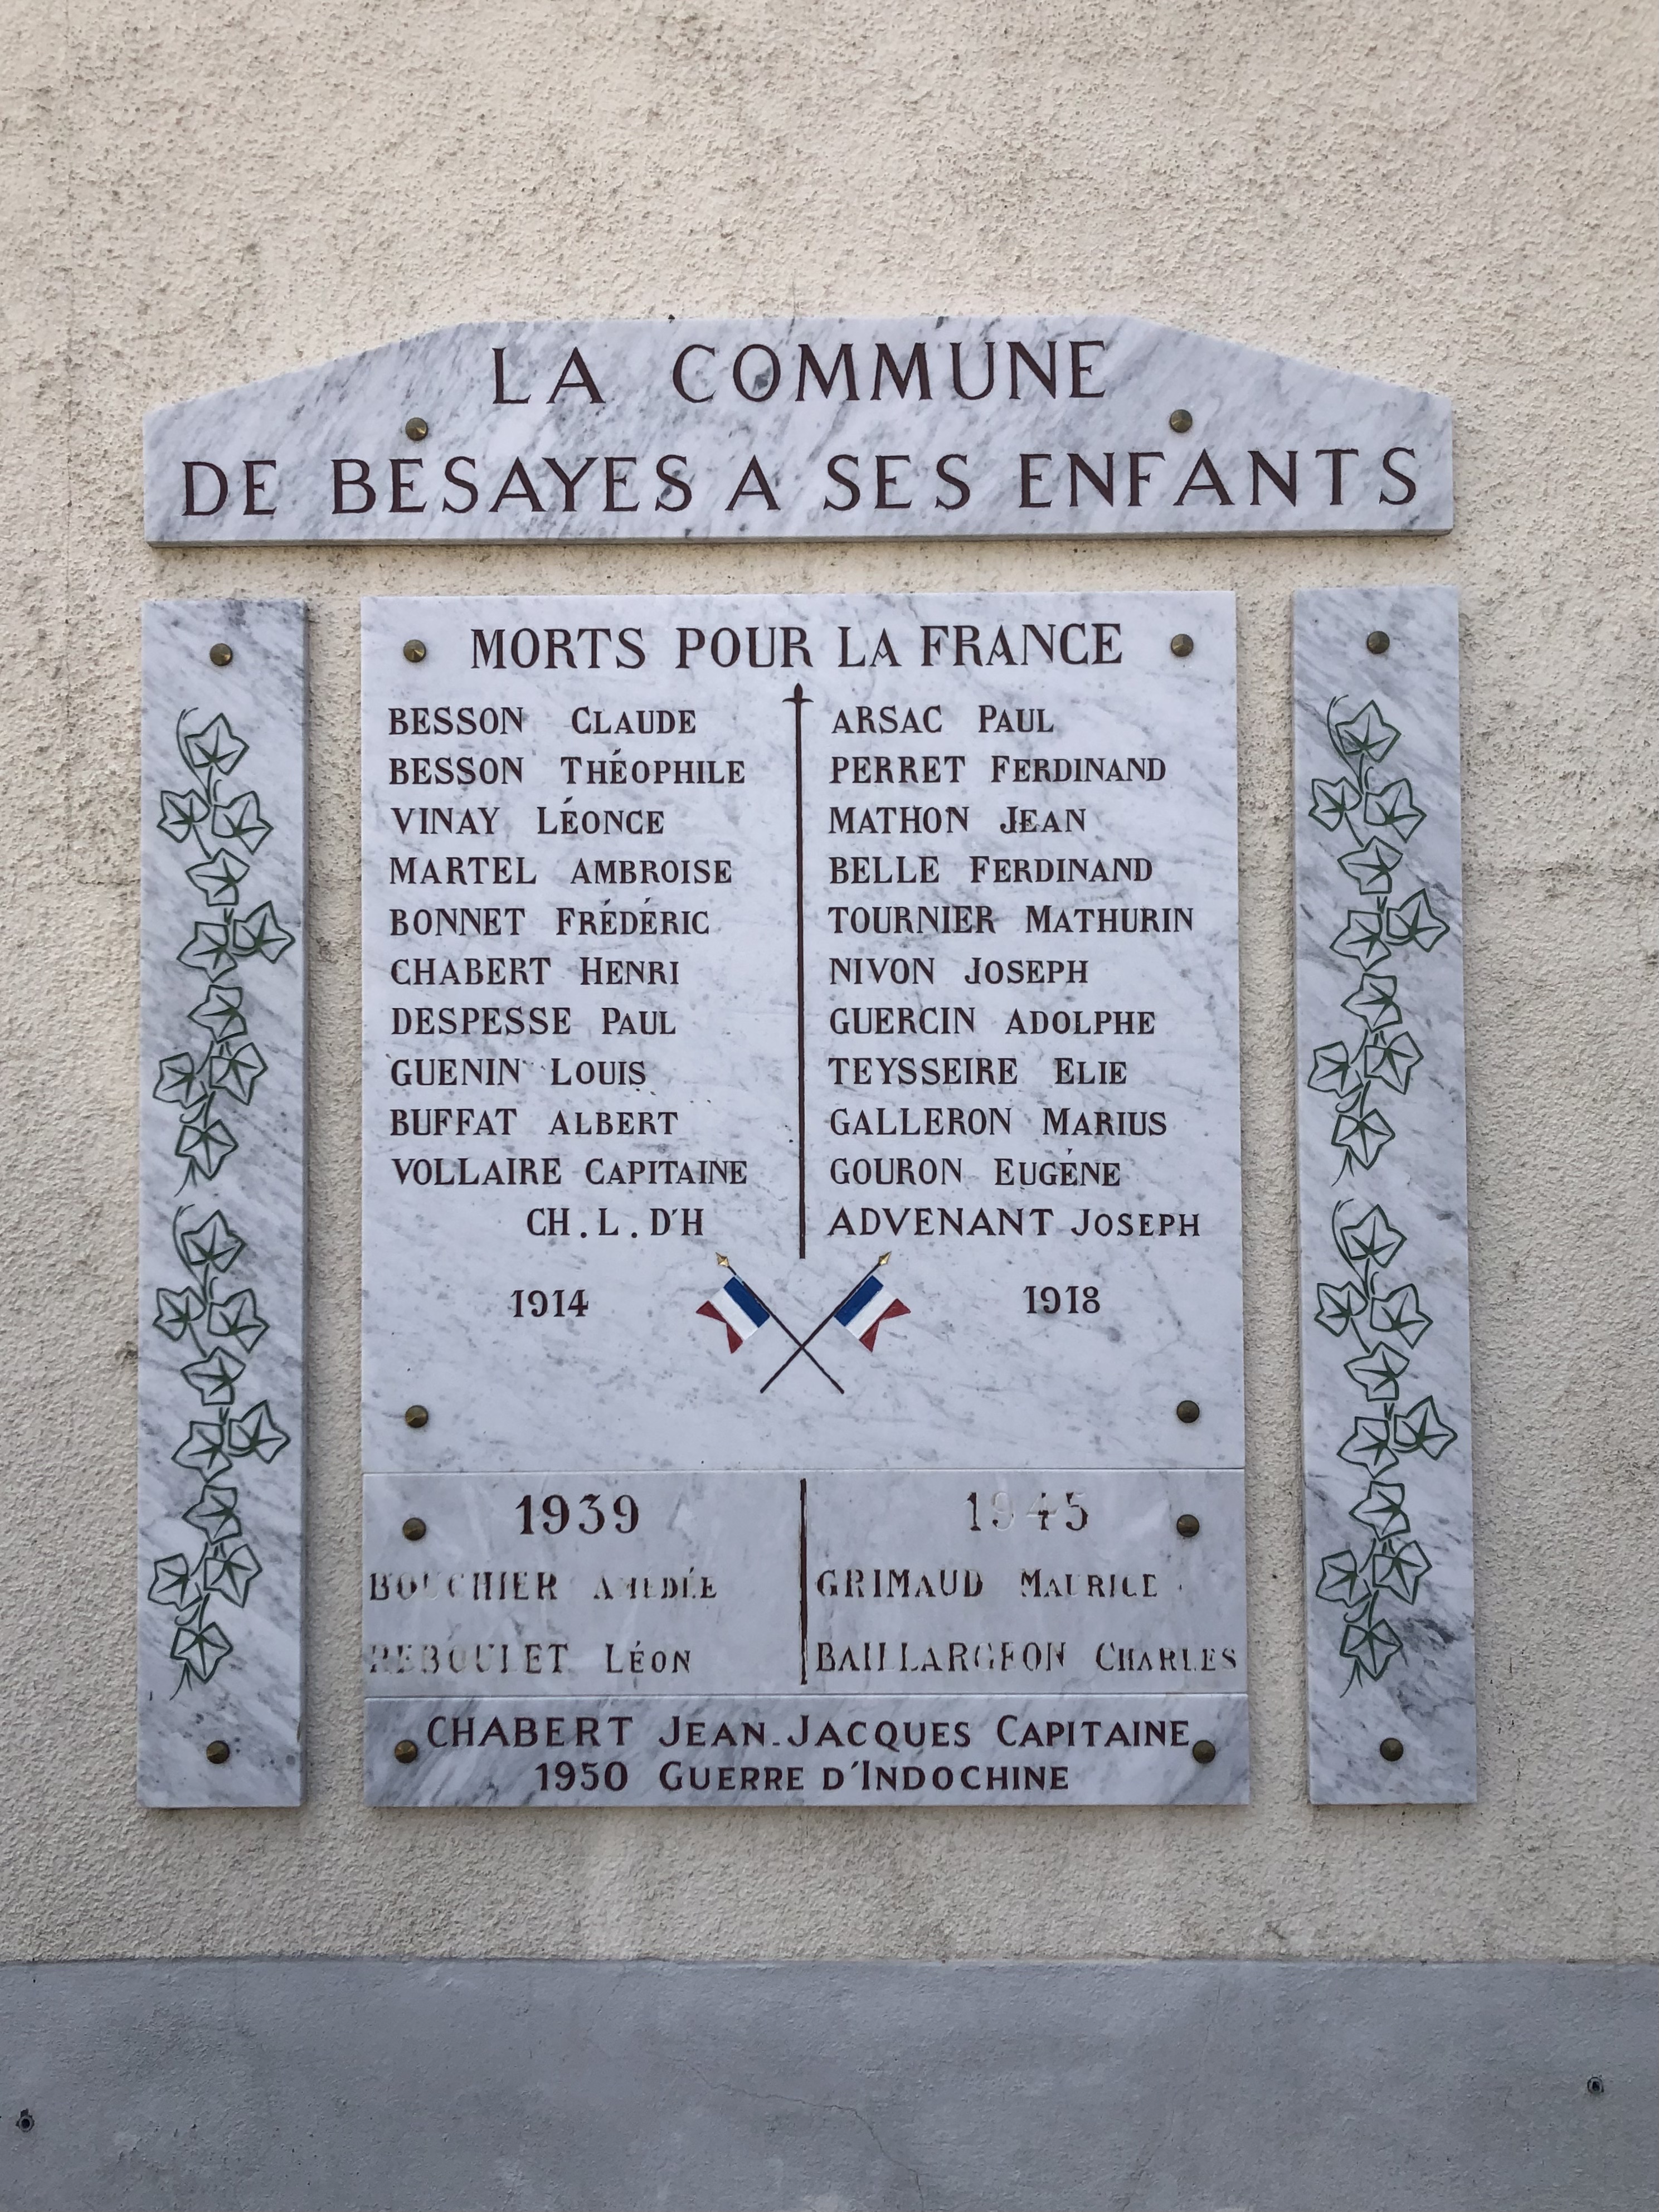 LA COMMUNE
DE BESAYES A SES ENFANTS
MORTS POUR LA FRANCE
BESSON CLAUDE
BESSON THÉOPHILE
VINAY LÉONCE
MARTEL AMBROISE
BONNET FRÉDÉRIC
CHABERT HENRI
DESPESSE PAUL
GUENIN LOUIS
BUFFAT ALBERT
VOLLAIRE CAPITAINE
CH. L. D'H
ARSAC PAUL
PERRET FERDINAND
MATHON JEAN
BELLE FERDINAND
TOURNIER MATHURIN
NIVON JOSEPH
GUERCIN ADOLPHE
TEYSSEIRE ELIE
GALLERON MARIUS
GOURON EUGÉNE
ADVENANT JOSEPH
1914
1918
1939
BOUCHIER AMEDÉE
REBOULET LÉON
1945
GRIMAUD MAURICE
BAILLARGEON CHARLES
CHABERT JEAN-JACQUES CAPITAINE
1950 GUERRE D'INDOCHINE